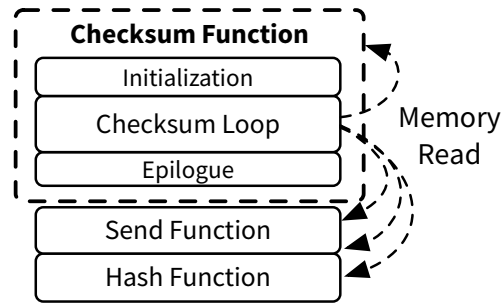 Checksum Function
Initialization
Checksum Loop
Epilogue
Memory
Read
Send Function
Hash Function